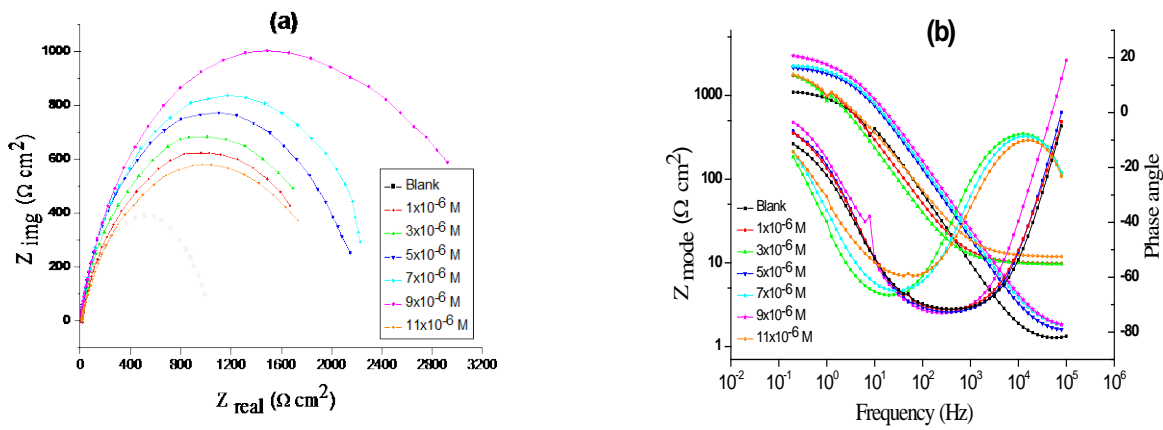 (a)
1000
800
600
400
200
0
Z img (Ω cm²)
0 400 800 1200 1600 2000 2400 2800 3200
Z real (Ω cm²)
Blank
1x10⁻⁶ M
3x10⁻⁶ M
5x10⁻⁶ M
7x10⁻⁶ M
9x10⁻⁶ M
11x10⁻⁶ M
(b)
1000
100
10
1
Z mode (Ω cm²)
20
0
-20
-40
-60
-80
Phase angle
Blank
1x10⁻⁶ M
3x10⁻⁶ M
5x10⁻⁶ M
7x10⁻⁶ M
9x10⁻⁶ M
11x10⁻⁶ M
10⁻² 10⁻¹ 10⁰ 10¹ 10² 10³ 10⁴ 10⁵ 10⁶
Frequency (Hz)